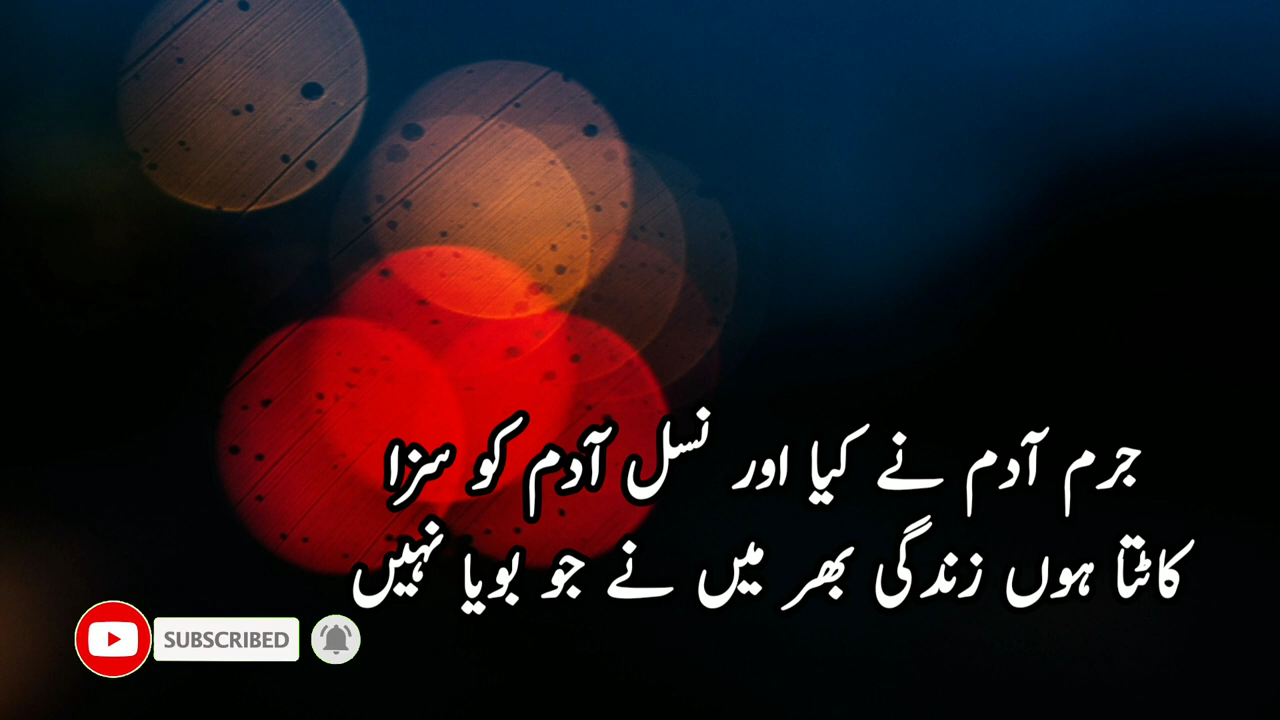 جرم آدم نے کیا اور نسل آدم کو سزا
کاٹتا ہوں زندگی بھر میں نے جو بویا نہیں
SUBSCRIBED